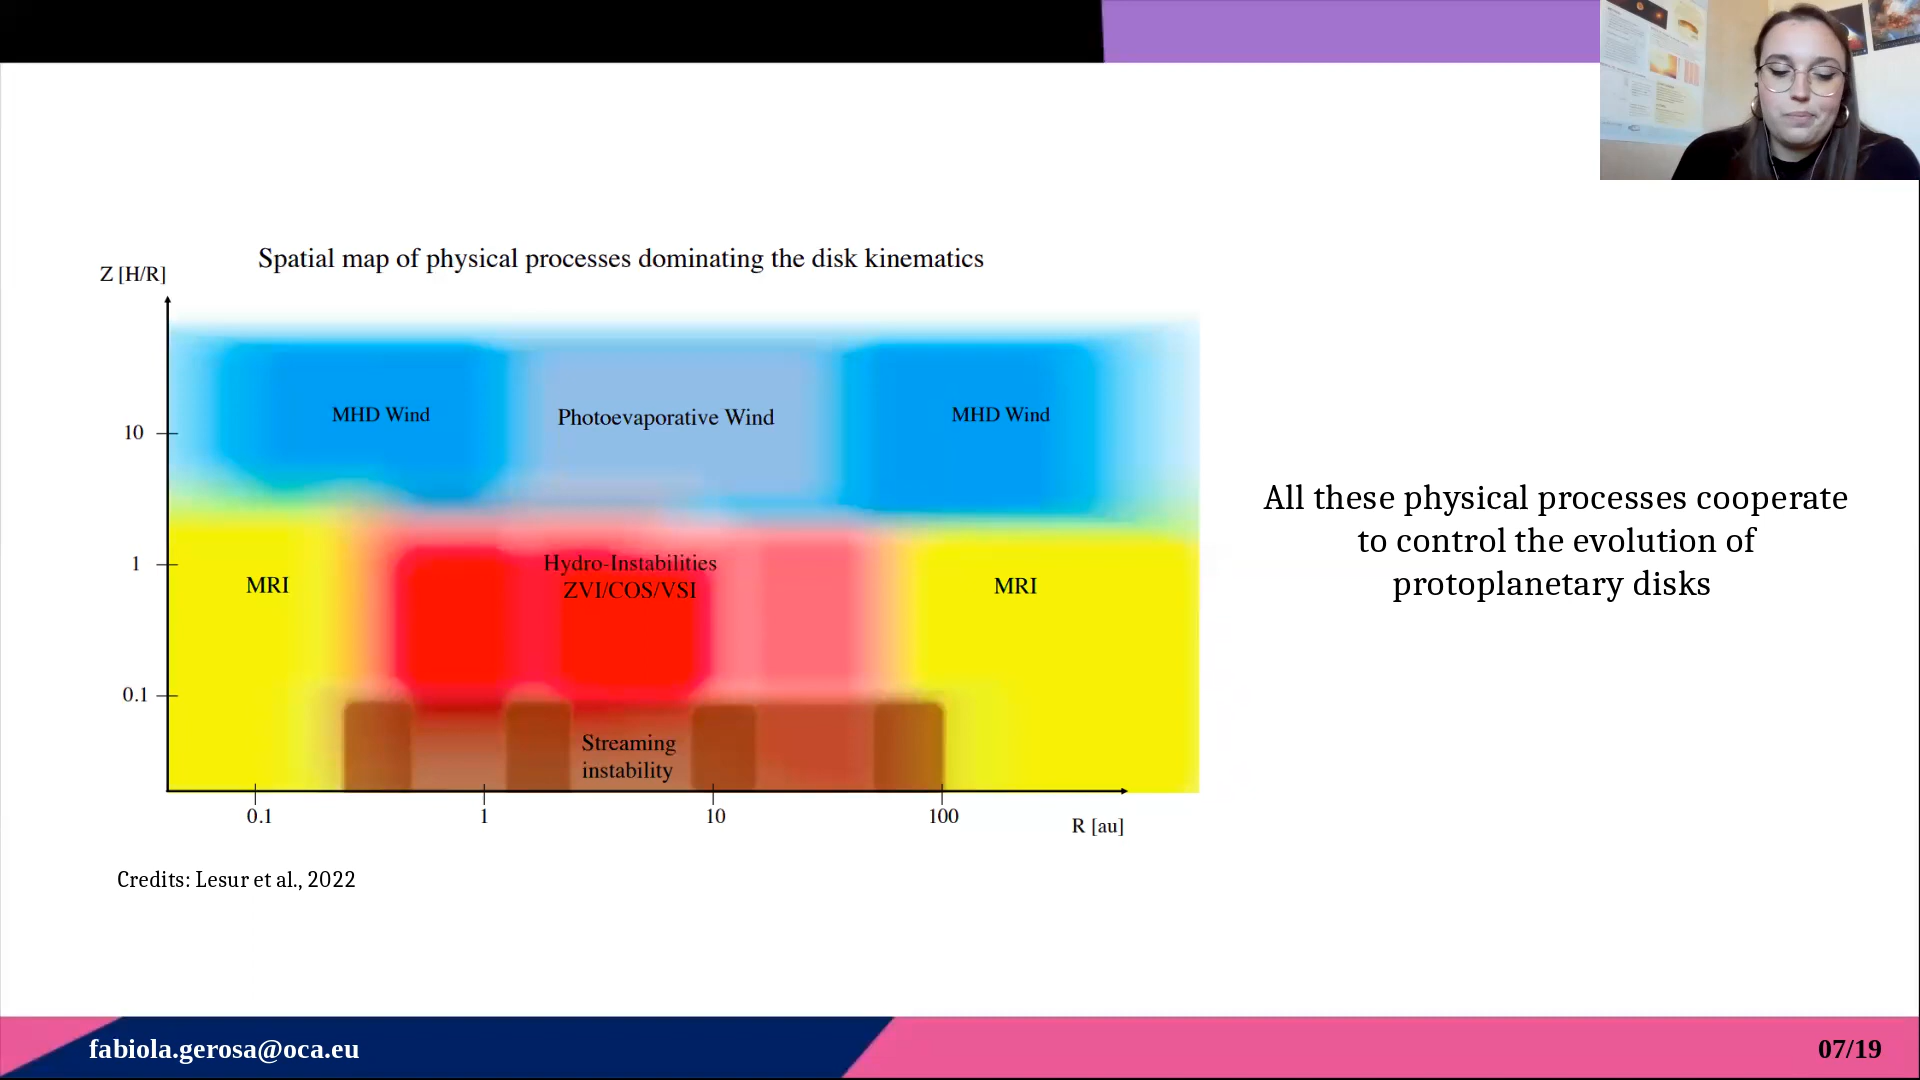 Spatial map of physical processes dominating the disk kinematics
Z [H/R]
MHD Wind
Photoevaporative Wind
MHD Wind
10
1
0.1
MRI
Hydro-Instabilities
ZVI/COS/VSI
MRI
Streaming
instability
0.1
1
10
100
R [au]
Credits: Lesur et al., 2022
All these physical processes cooperate
to control the evolution of
protoplanetary disks
fabiola.gerosa@oca.eu
07/19